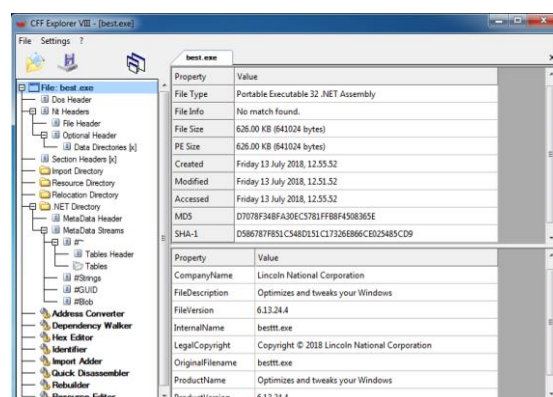 CFF Explorer VIII - [best.exe]
File Settings ?
best.exe
File: best.exe
Dos Header
Nt Headers
File Header
Optional Header
Data Directories [x]
Section Headers [x]
Import Directory
Resource Directory
Relocation Directory
.NET Directory
MetaData Header
MetaData Streams
#~
Tables Header
Tables
#Strings
#GUID
#Blob
Address Converter
Dependency Walker
Hex Editor
Identifier
Import Adder
Quick Disassembler
Rebuilder
Resource Editor
Property Value
File Type Portable Executable 32 .NET Assembly
File Info No match found.
File Size 626.00 KB (641024 bytes)
PE Size 626.00 KB (641024 bytes)
Created Friday 13 July 2018, 12.55.52
Modified Friday 13 July 2018, 12.51.52
Accessed Friday 13 July 2018, 12.55.52
MD5 D7078F34BFA30EC5781FFB8F4508365E
SHA-1 D586787F851C548D151C17326E866CE025485CD9
Property Value
CompanyName Lincoln National Corporation
FileDescription Optimizes and tweaks your Windows
FileVersion 6.13.24.4
InternalName besttt.exe
LegalCopyright Copyright © 2018 Lincoln National Corporation
OriginalFilename besttt.exe
ProductName Optimizes and tweaks your Windows
ProductVersion 6.13.24.4